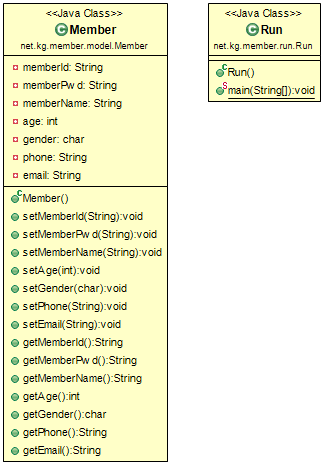 <<Java Class>>
Member
net.kg.member.model.Member
memberId: String
memberPwd: String
memberName: String
age: int
gender: char
phone: String
email: String
Member()
setMemberId(String):void
setMemberPwd(String):void
setMemberName(String):void
setAge(int):void
setGender(char):void
setPhone(String):void
setEmail(String):void
getMemberId():String
getMemberPwd():String
getMemberName():String
getAge():int
getGender():char
getPhone():String
getEmail():String
<<Java Class>>
Run
net.kg.member.run.Run
Run()
main(String[]):void